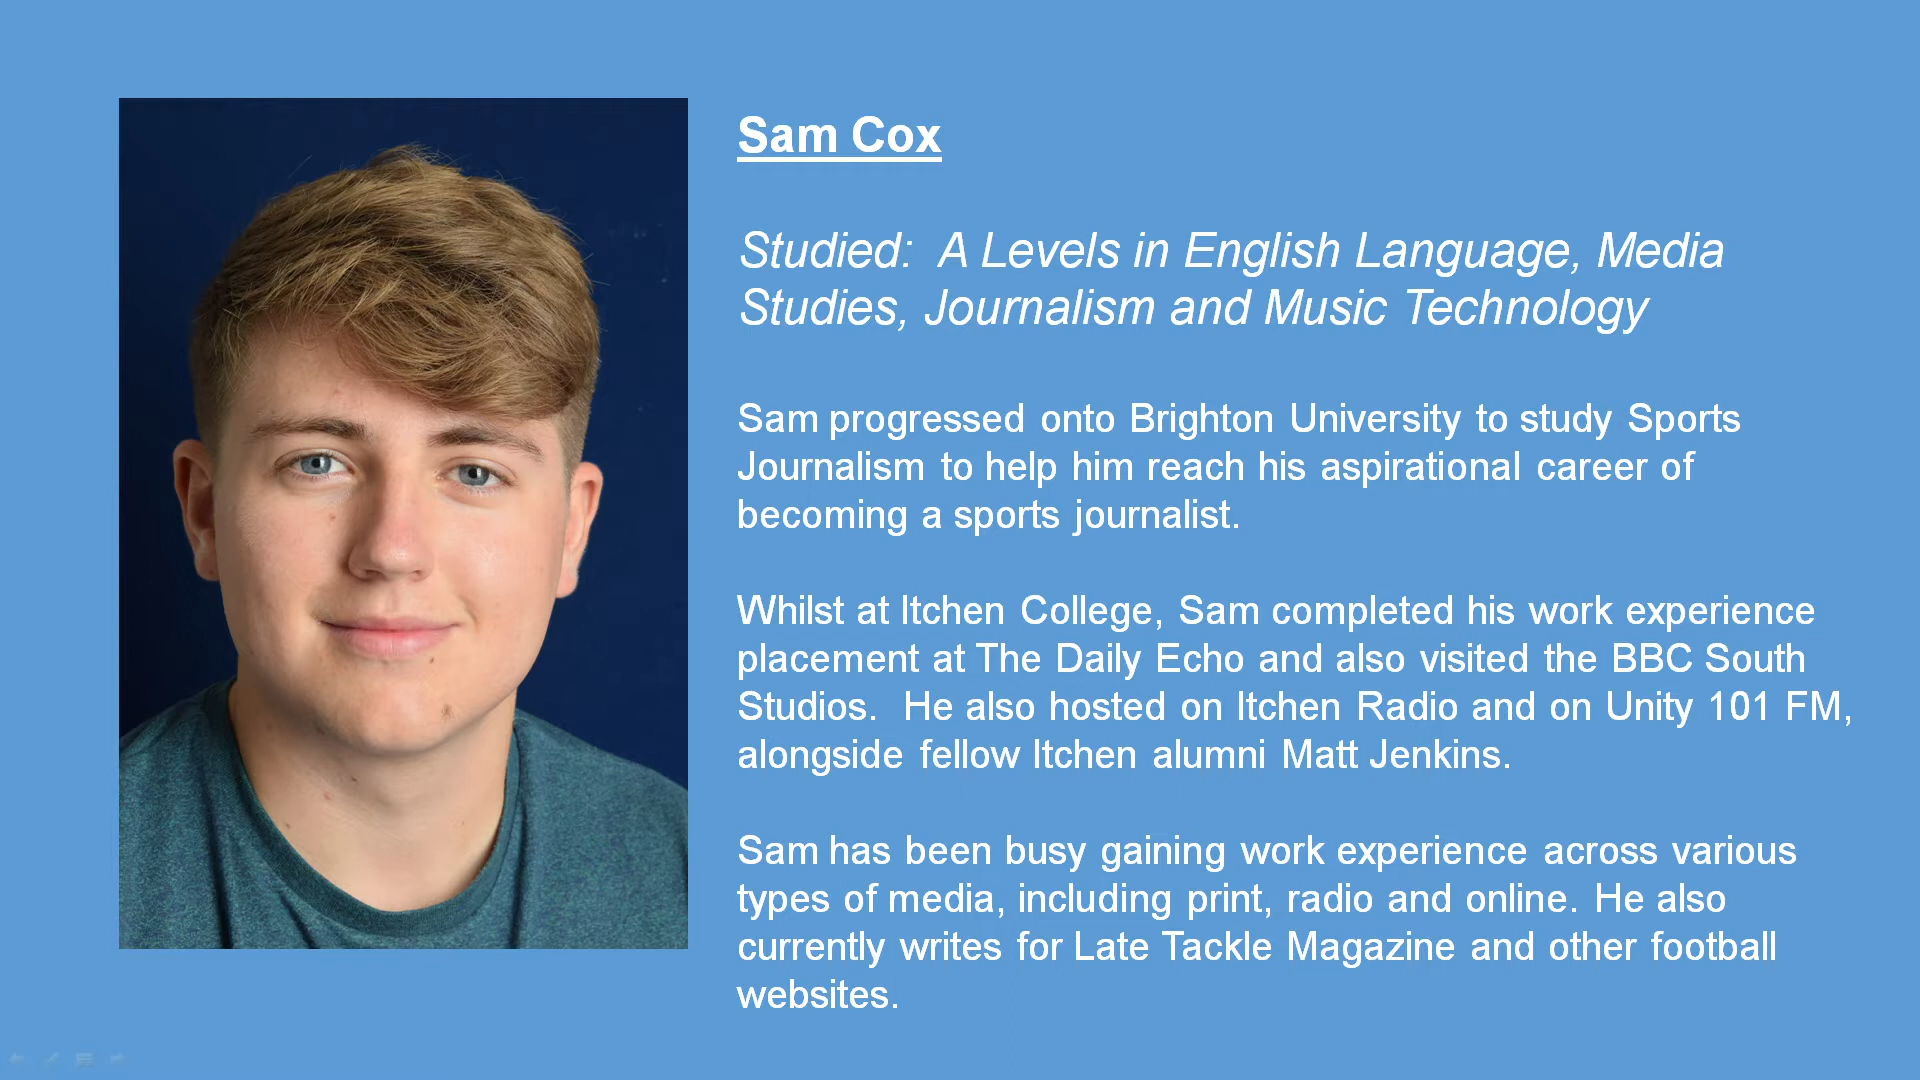 Sam Cox
Studied:  A Levels in English Language, Media
Studies, Journalism and Music Technology
Sam progressed onto Brighton University to study Sports
Journalism to help him reach his aspirational career of
becoming a sports journalist.
Whilst at Itchen College, Sam completed his work experience
placement at The Daily Echo and also visited the BBC South
Studios.  He also hosted on Itchen Radio and on Unity 101 FM,
alongside fellow Itchen alumni Matt Jenkins.
Sam has been busy gaining work experience across various
types of media, including print, radio and online. He also
currently writes for Late Tackle Magazine and other football
websites.